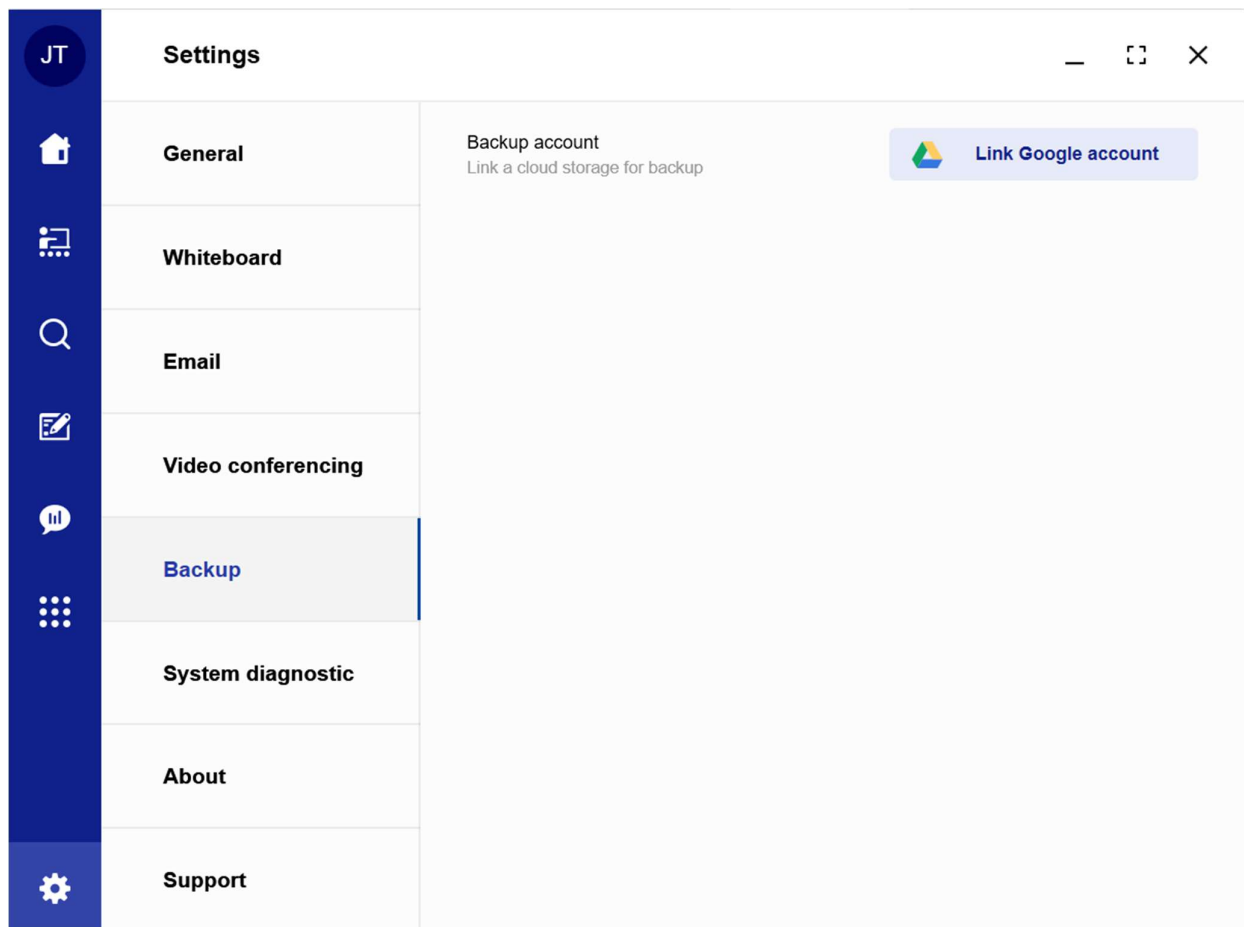 JT
Settings
General
Whiteboard
Email
Video conferencing
Backup
System diagnostic
About
Support
Backup account
Link a cloud storage for backup
Link Google account